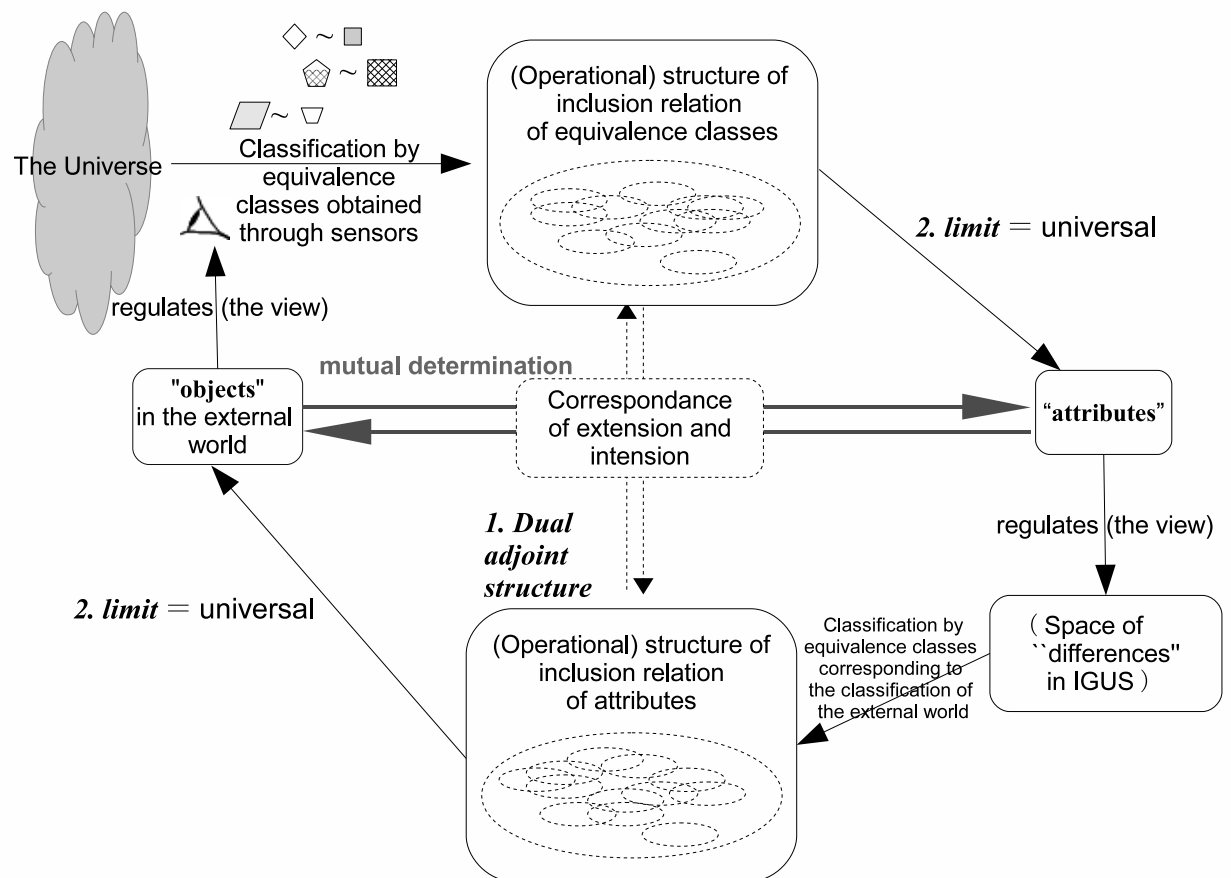 The Universe
∼
∼
∼
Classification by
equivalence
classes obtained
through sensors
(Operational) structure of
inclusion relation
of equivalence classes
2. limit = universal
regulates (the view)
mutual determination
"objects"
in the external
world
Correspondance
of extension and
intension
“attributes”
1. Dual
adjoint
structure
regulates (the view)
2. limit = universal
(Operational) structure of
inclusion relation
of attributes
Classification by
equivalence classes
corresponding to
the classification of
the external world
( Space of
``differences"
in IGUS )